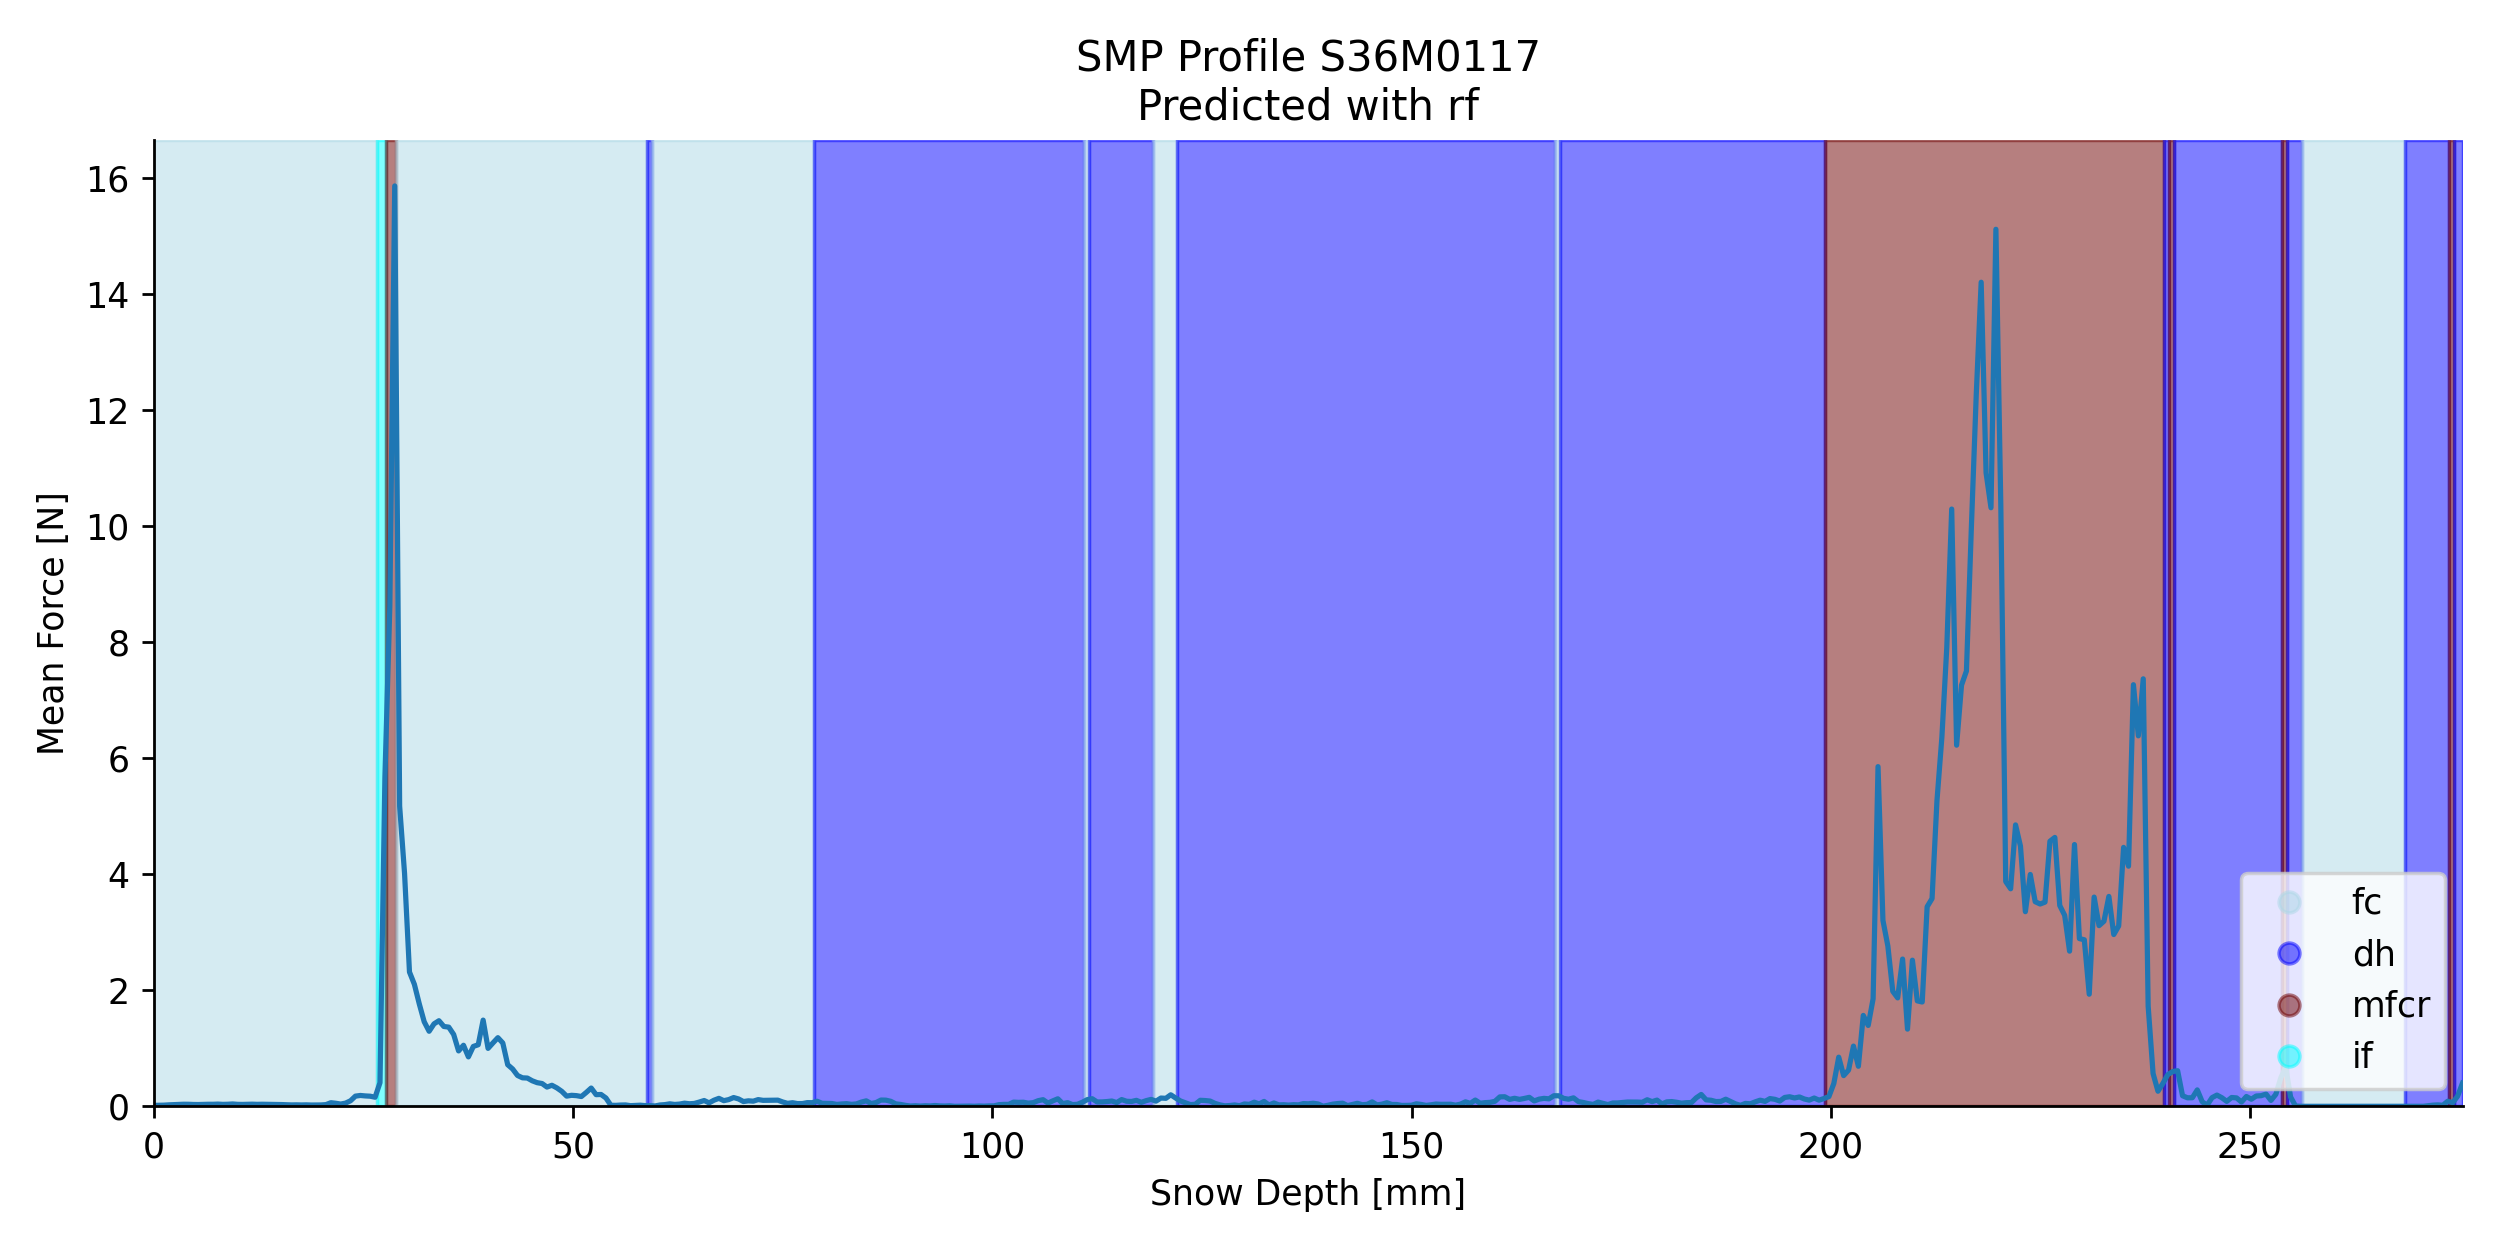 SMP Profile S36M0117
Predicted with rf
Mean Force [N]
16
14
12
10
8
6
4
2
0
fc
dh
mfcr
if
0 50 100 150 200 250
Snow Depth [mm]